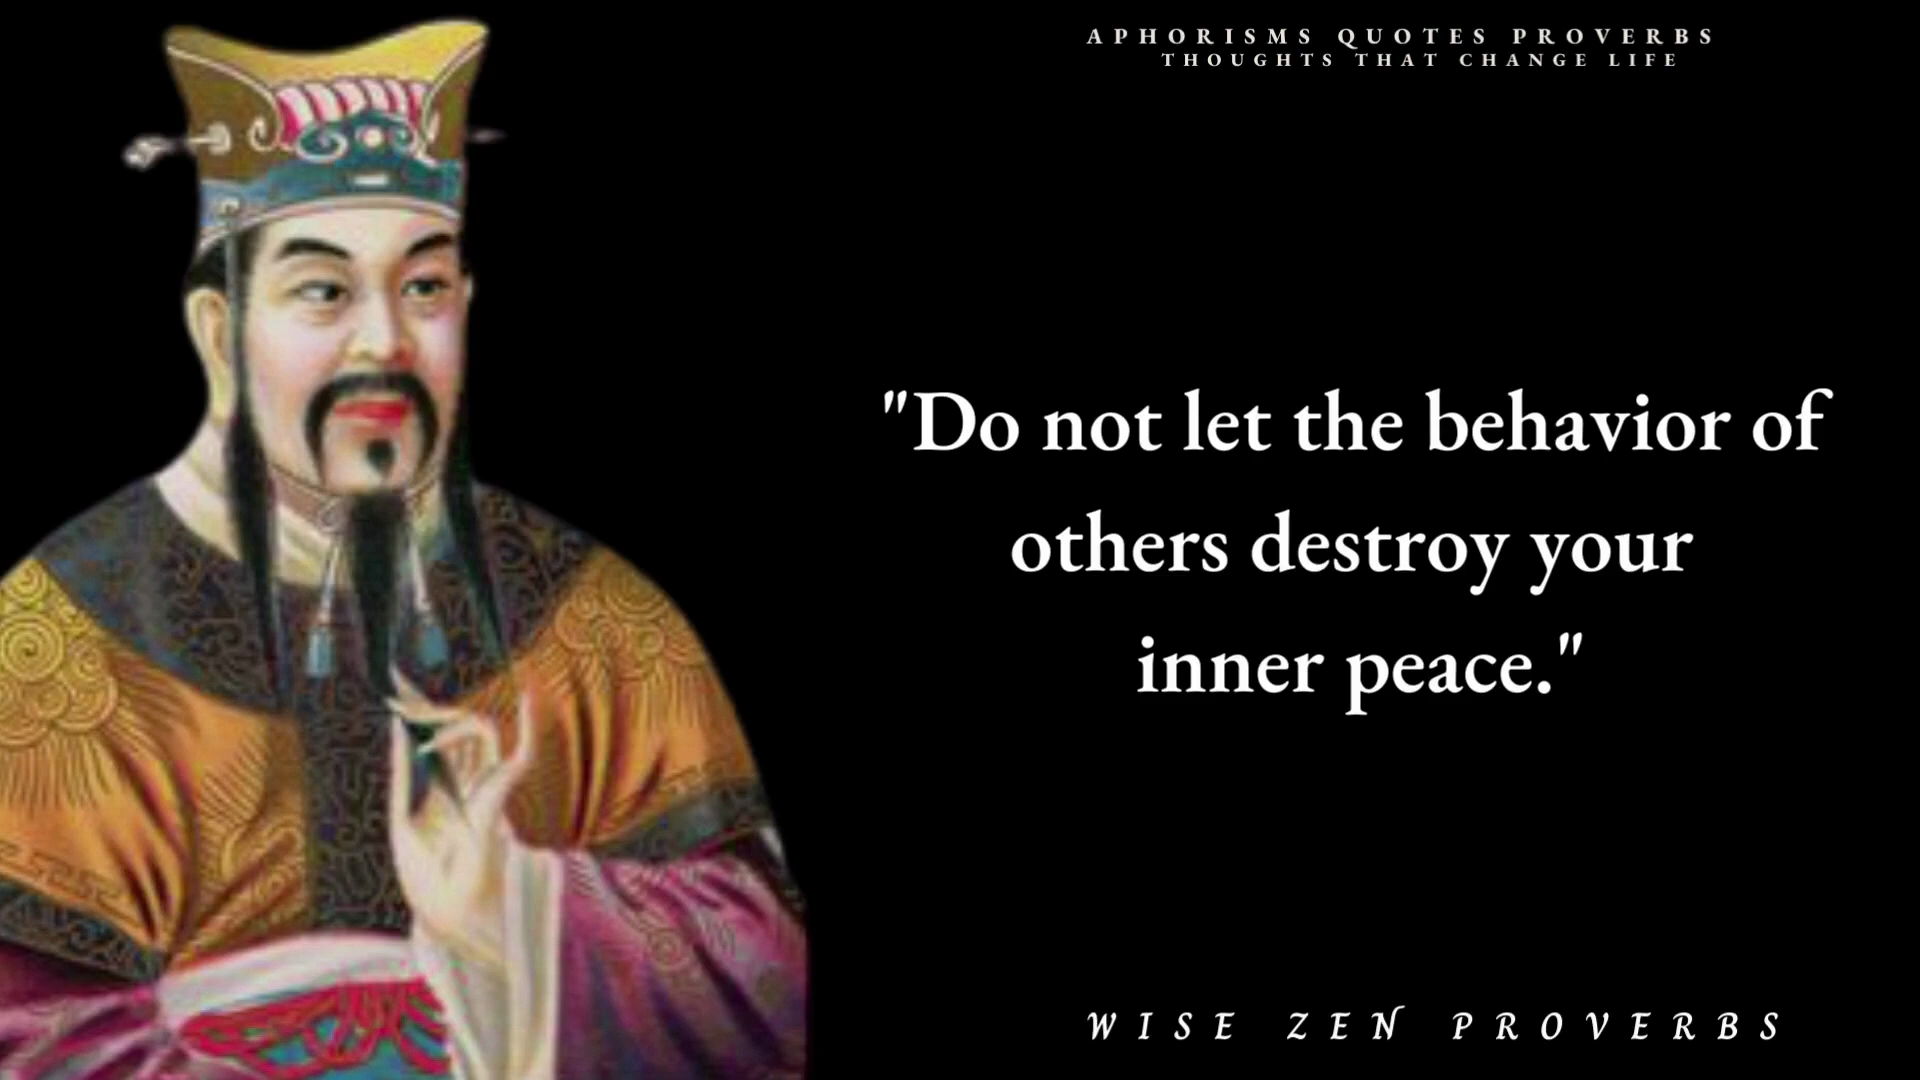 APHORISMS QUOTES PROVERBS
THOUGHTS THAT CHANGE LIFE
"Do not let the behavior of
others destroy your
inner peace."
WISE ZEN PROVERBS